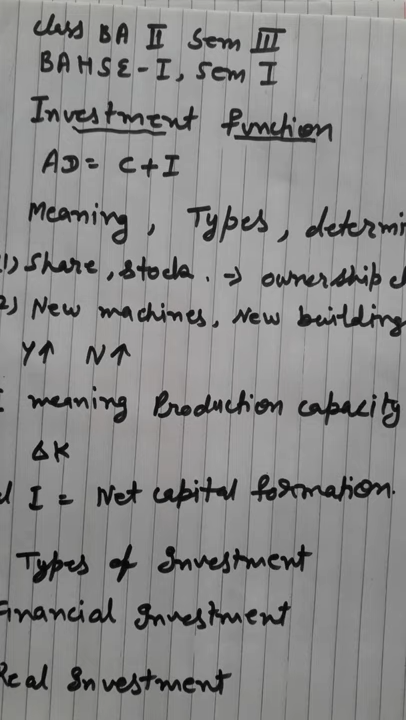 class BA II Sem III
BAHSE-I, Sem I
Investment function
AD= C+I
Meaning, Types, determi
1) Share, stock. → ownership c
2) New machines, New building
Y↑ N↑
I meaning Production capacity
ΔK
I = Net capital formation.
Types of Investment
Financial Investment
Real Investment